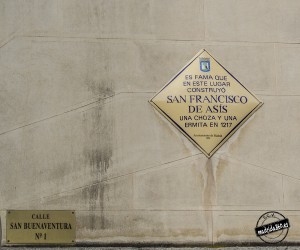 ES FAMA QUE
EN ESTE LUGAR
CONSTRUYÓ
SAN FRANCISCO
DE ASÍS
UNA CHOZA Y UNA
ERMITA EN 1217
CALLE
SAN BUENAVENTURA
Nº 1